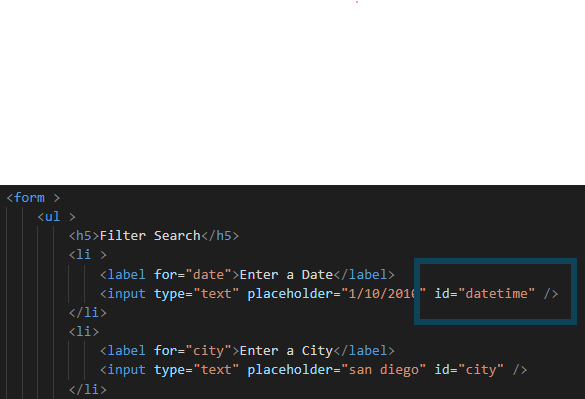 <form >
<ul >
<h5>Filter Search</h5>
<li >
<label for="date">Enter a Date</label>
<input type="text" placeholder="1/10/2010" id="datetime" />
</li>
<li>
<label for="city">Enter a City</label>
<input type="text" placeholder="san diego" id="city" />
</li>